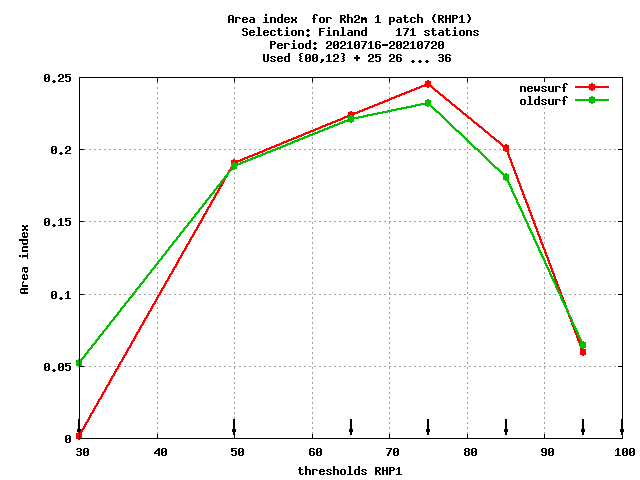 Area index  for Rh2m 1 patch (RHP1)
Selection: Finland    171 stations
Period: 20210716-20210720
Used {00,12} + 25 26 ... 36
newsurf
oldsurf
0.25
0.2
0.15
0.1
0.05
0
Area index
30 40 50 60 70 80 90 100
thresholds RHP1